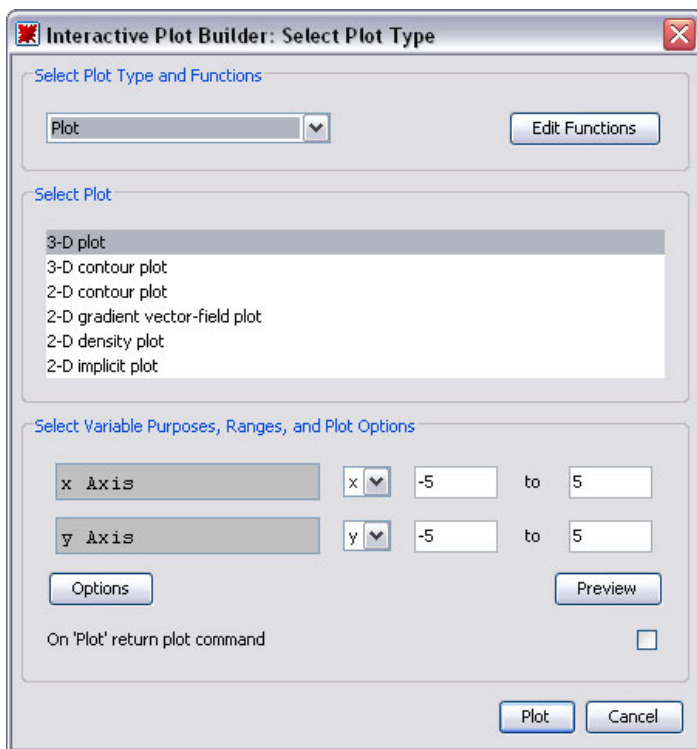 Interactive Plot Builder: Select Plot Type
Select Plot Type and Functions
Plot
Edit Functions
Select Plot
3-D plot
3-D contour plot
2-D contour plot
2-D gradient vector-field plot
2-D density plot
2-D implicit plot
Select Variable Purposes, Ranges, and Plot Options
x Axis x -5 to 5
y Axis y -5 to 5
Options Preview
On 'Plot' return plot command
Plot Cancel